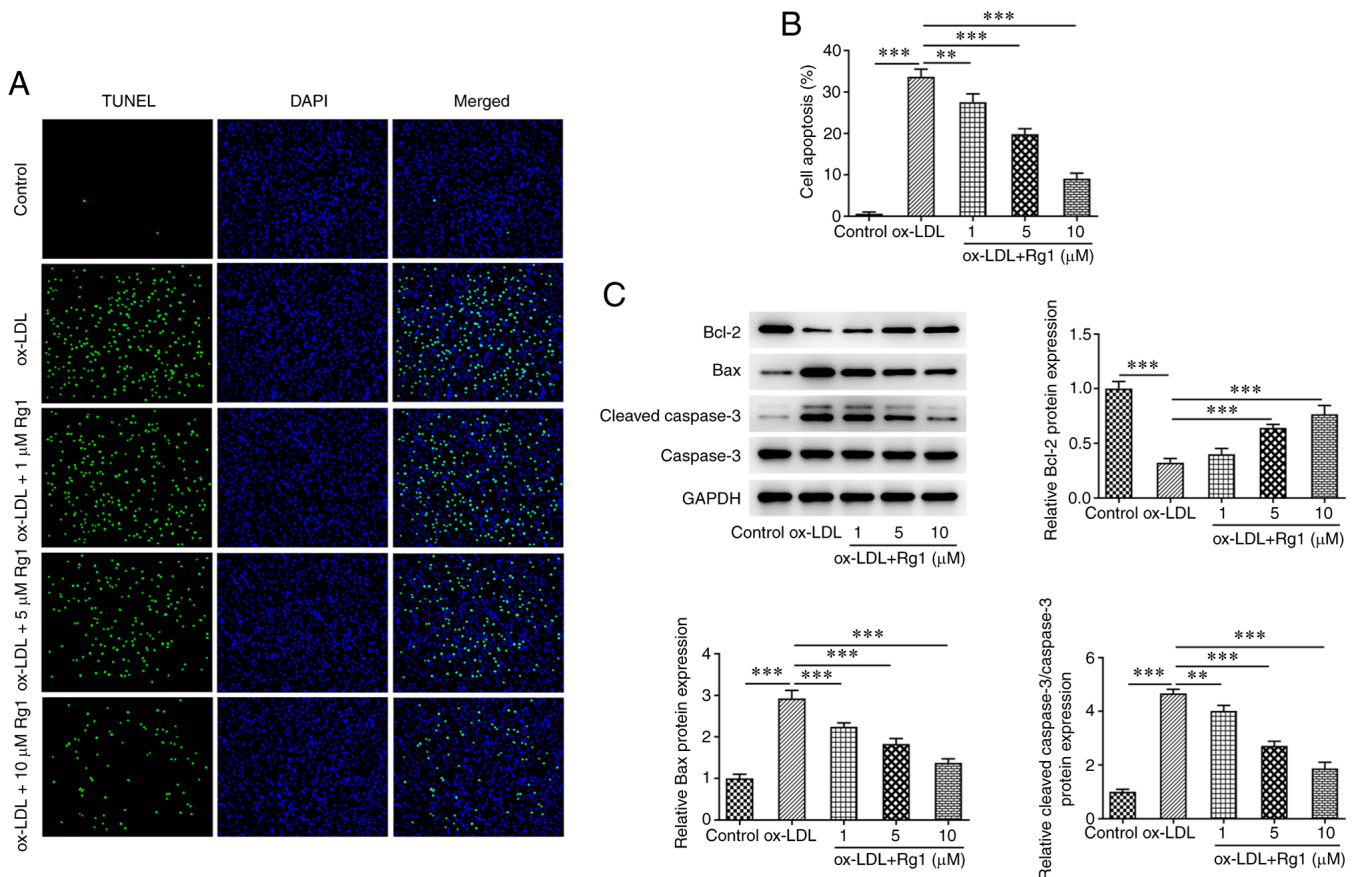 A
TUNEL DAPI Merged
Control
ox-LDL
ox-LDL + 1 μM Rg1
ox-LDL + 5 μM Rg1
ox-LDL + 10 μM Rg1
B
***
***
*** **
Cell apoptosis (%)
40
30
20
10
0
Control ox-LDL 1 5 10
ox-LDL+Rg1 (μM)
C
Bcl-2
Bax
Cleaved caspase-3
Caspase-3
GAPDH
Control ox-LDL 1 5 10
ox-LDL+Rg1 (μM)
Relative Bcl-2 protein expression
1.5
1.0
0.5
0.0
***
***
***
Control ox-LDL 1 5 10
ox-LDL+Rg1 (μM)
Relative Bax protein expression
4
3
2
1
0
***
***
*** ***
Control ox-LDL 1 5 10
ox-LDL+Rg1 (μM)
Relative cleaved caspase-3/caspase-3
protein expression
6
4
2
0
***
***
*** **
Control ox-LDL 1 5 10
ox-LDL+Rg1 (μM)